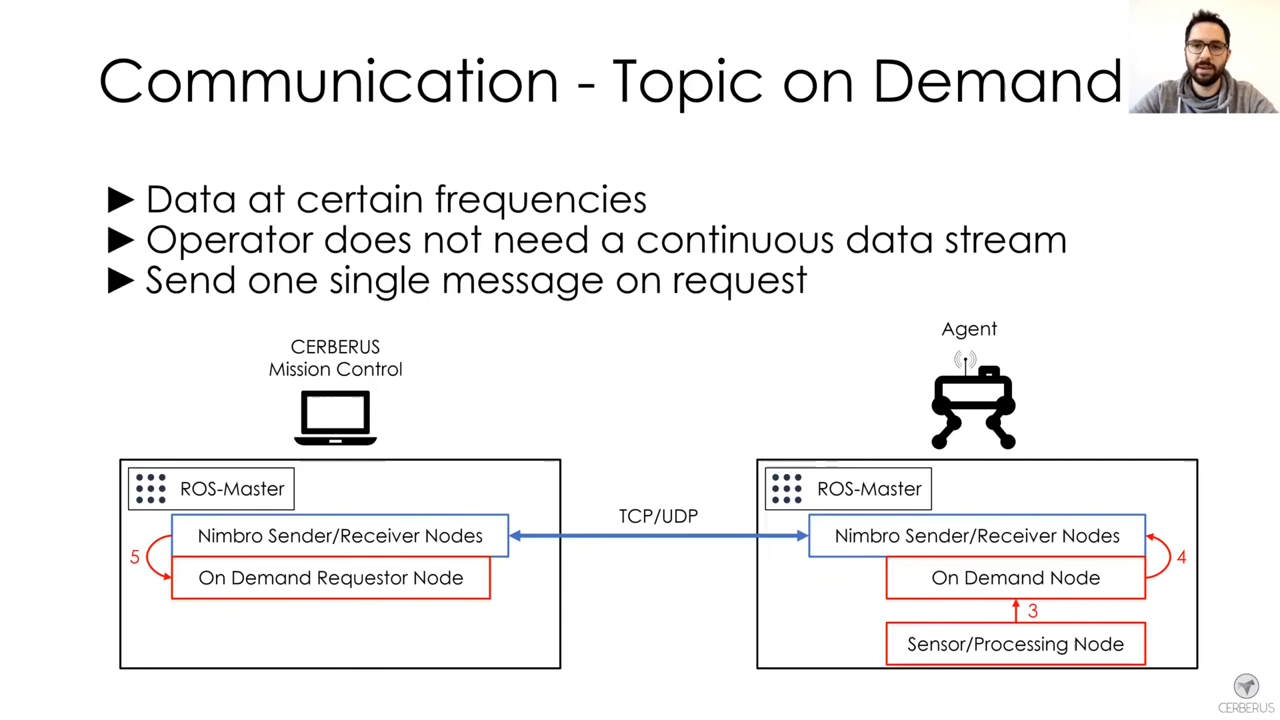 Communication - Topic on Demand
► Data at certain frequencies
► Operator does not need a continuous data stream
► Send one single message on request
CERBERUS
Mission Control
Agent
ROS-Master
Nimbro Sender/Receiver Nodes
On Demand Requestor Node
5
TCP/UDP
ROS-Master
Nimbro Sender/Receiver Nodes
On Demand Node
4
3
Sensor/Processing Node
CERBERUS